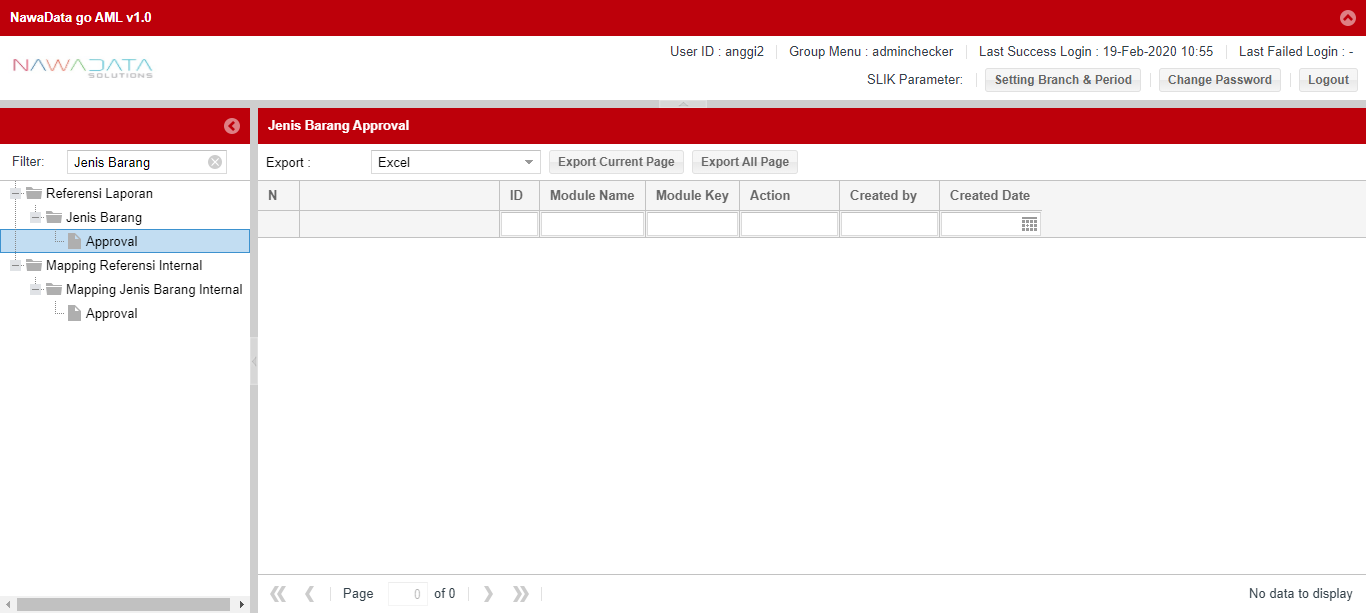 NawaData go AML v1.0
NAWADATA
SOLUTIONS
User ID : anggi2 Group Menu : adminchecker Last Success Login : 19-Feb-2020 10:55 Last Failed Login : -
SLIK Parameter: Setting Branch & Period Change Password Logout
Jenis Barang Approval
Filter: Jenis Barang
Export : Excel Export Current Page Export All Page
Referensi Laporan
Jenis Barang
Approval
Mapping Referensi Internal
Mapping Jenis Barang Internal
Approval
N ID Module Name Module Key Action Created by Created Date
Page 0 of 0
No data to display